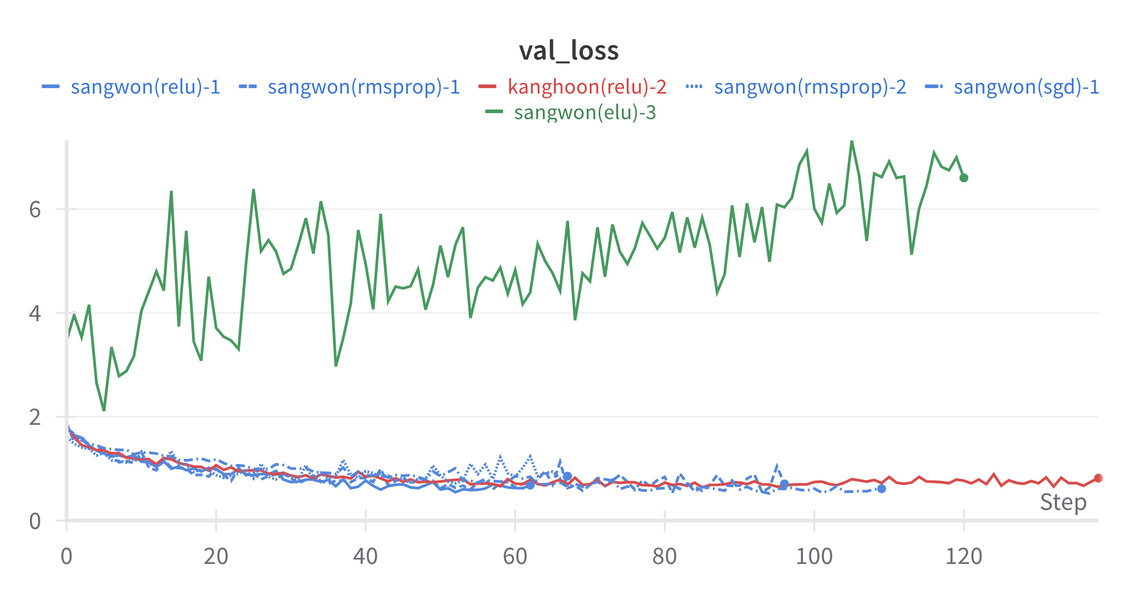 val_loss
sangwon(relu)-1 sangwon(rmsprop)-1 kanghoon(relu)-2 sangwon(rmsprop)-2 sangwon(sgd)-1
sangwon(elu)-3
6
4
2
0
Step
0 20 40 60 80 100 120